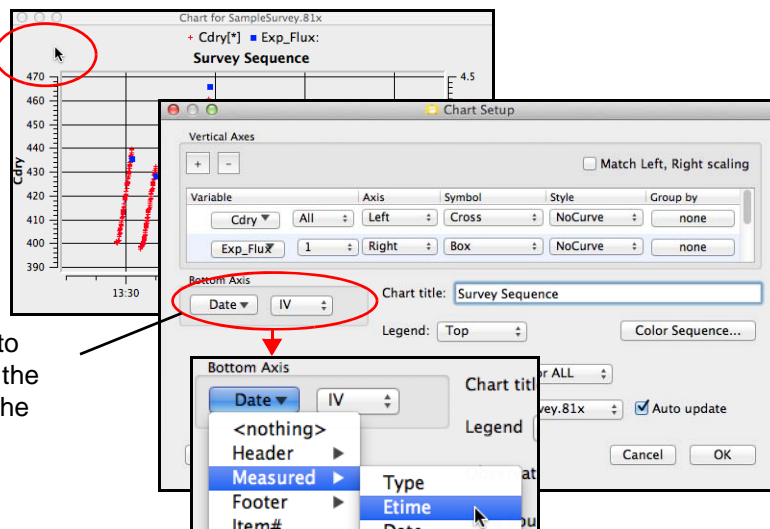 Chart for SampleSurvey.81x
+ Cdry[*] ■ Exp_Flux:
Survey Sequence
470
460
450
440
430
420
410
400
390
Cdry
4.5
13:30
Chart Setup
Vertical Axes
+ -
Match Left, Right scaling
Variable Axis Symbol Style Group by
Cdry All Left Cross NoCurve none
Exp_Flux 1 Right Box NoCurve none
Bottom Axis
Date IV
Chart title: Survey Sequence
Legend: Top Color Sequence...
or ALL
vey.81x Auto update
Cancel OK
to
the
he
Bottom Axis
Date IV
Chart titl
Legend
<nothing>
Header
Measured
Footer
Item#
Type
Etime
Date